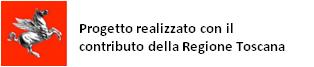 Progetto realizzato con il
contributo della Regione Toscana